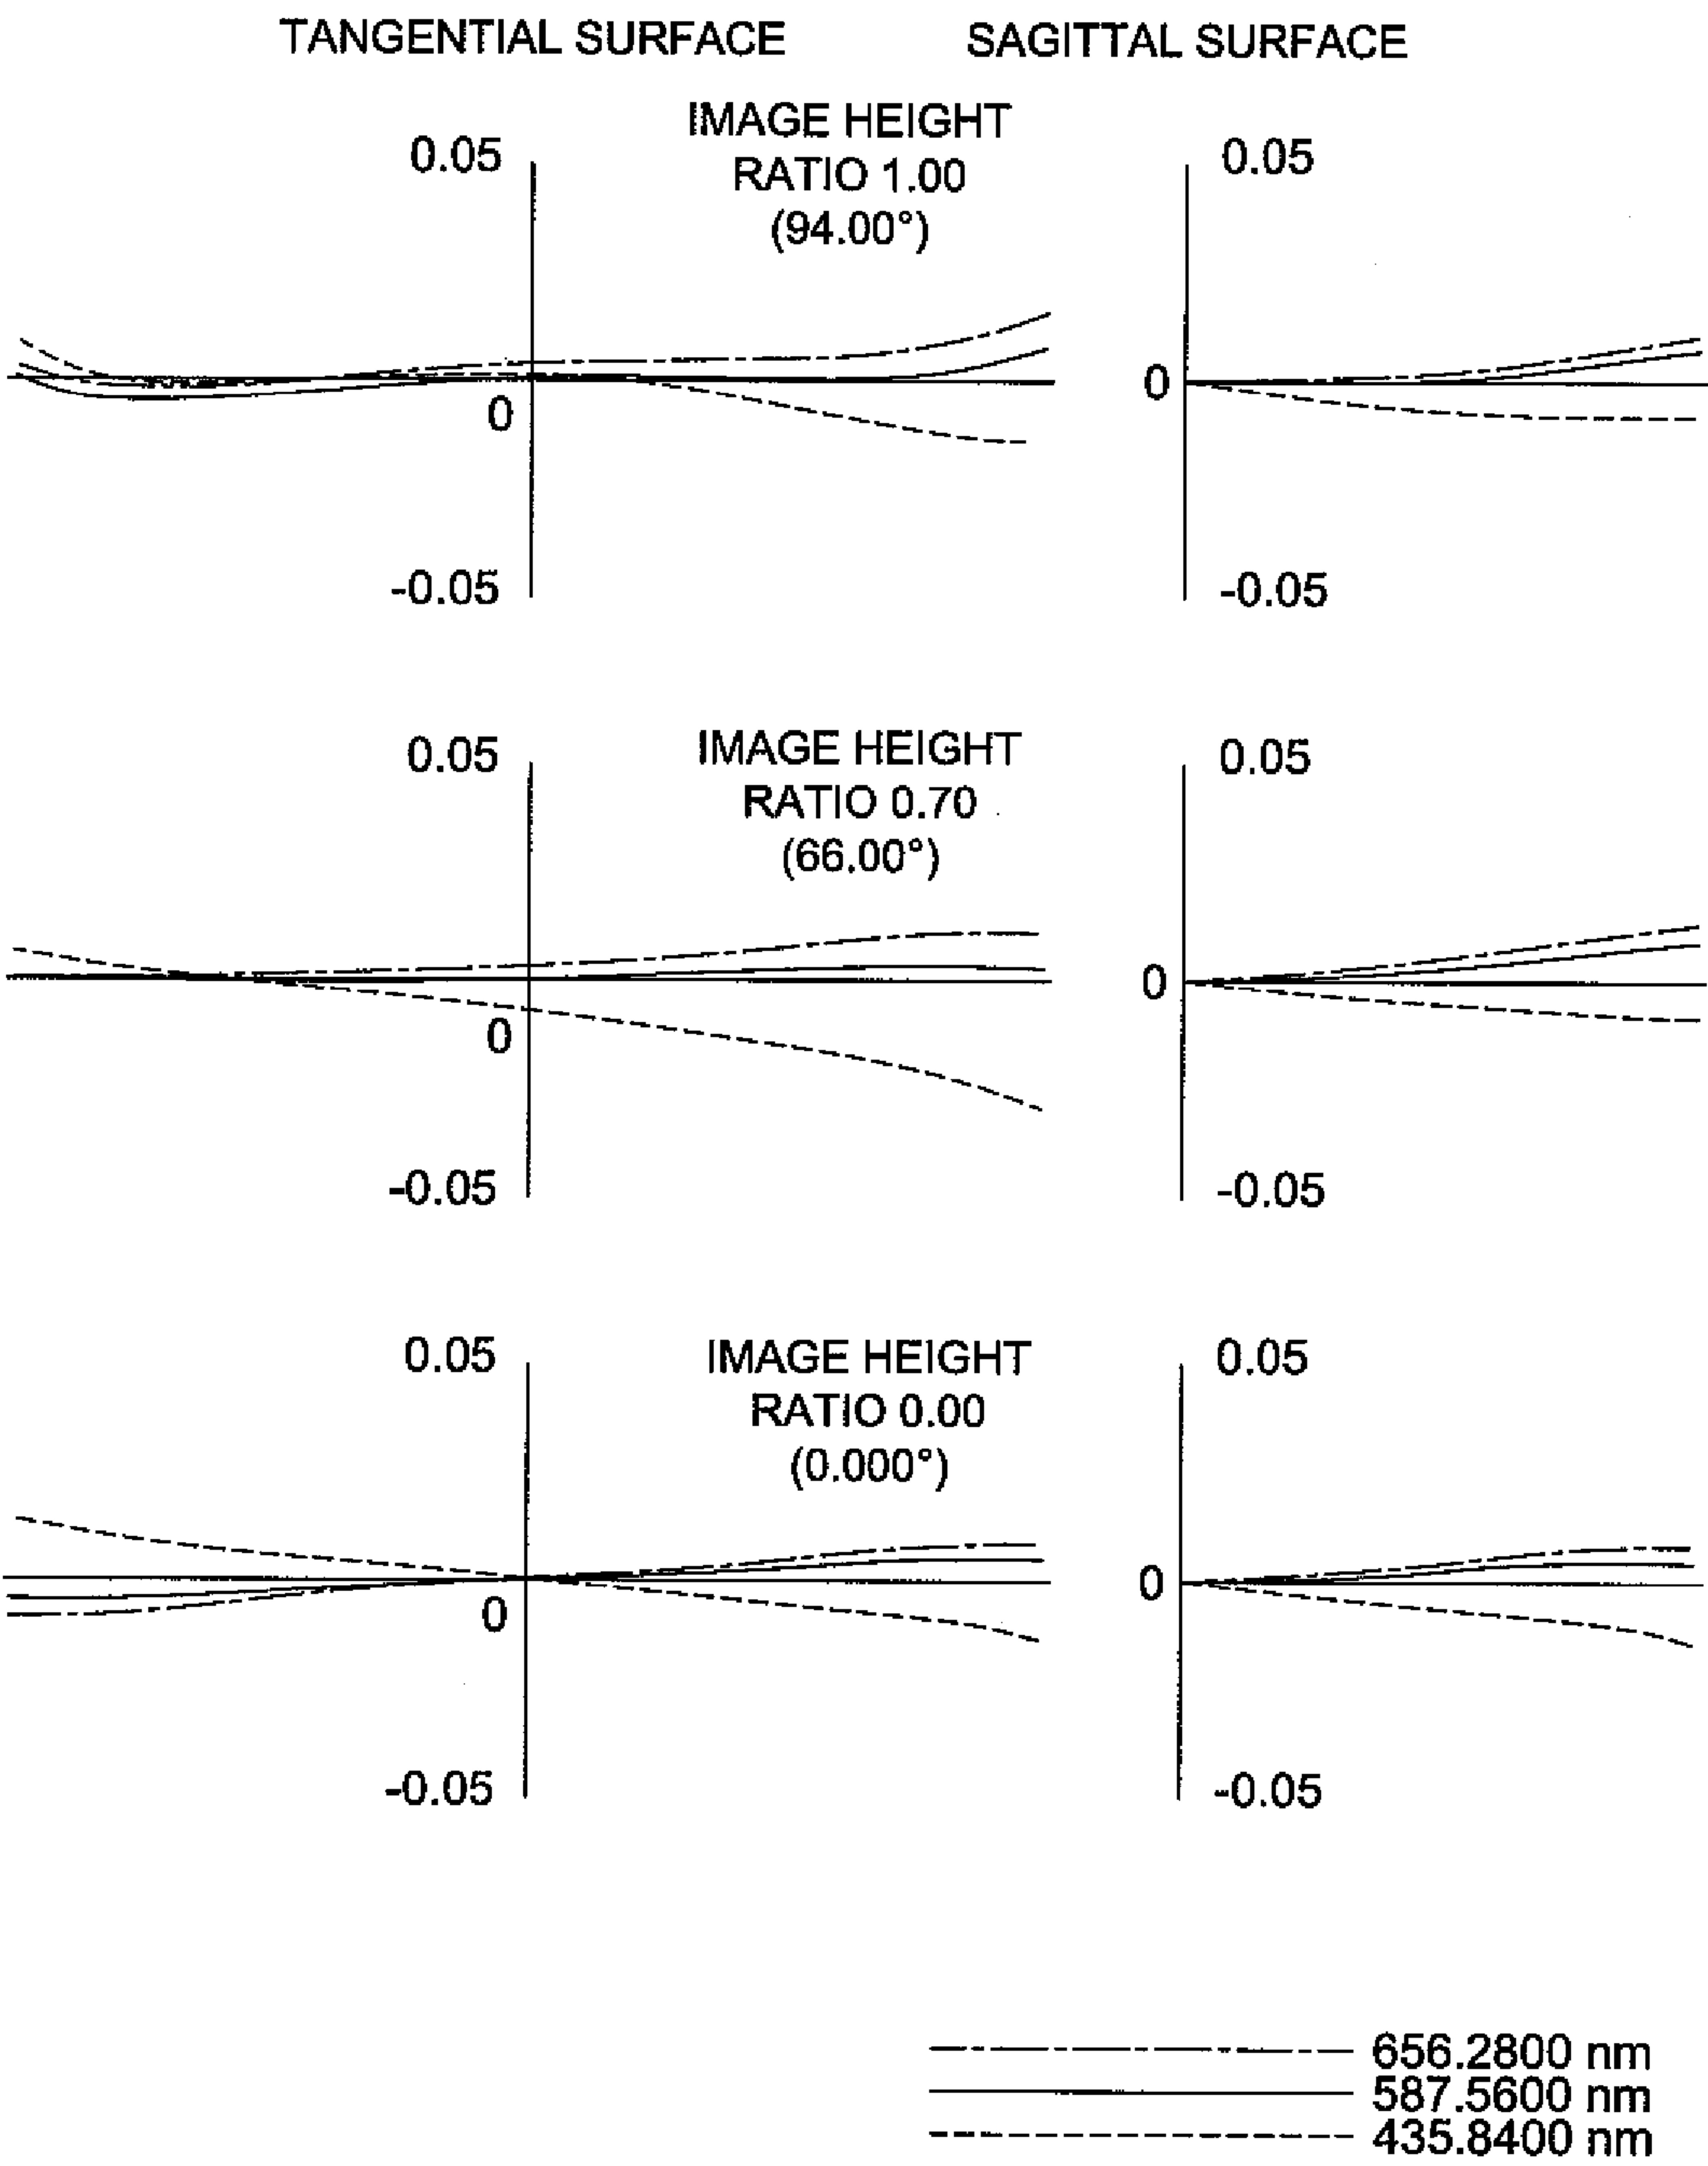 TANGENTIAL SURFACE SAGITTAL SURFACE
IMAGE HEIGHT
RATIO 1.00
(94.00°)
0.05
0.05
0
0
-0.05
-0.05
IMAGE HEIGHT
RATIO 0.70
(66.00°)
0.05
0.05
0
0
-0.05
-0.05
IMAGE HEIGHT
RATIO 0.00
(0.000°)
0.05
0.05
0
0
-0.05
-0.05
656.2800 nm
587.5600 nm
435.8400 nm